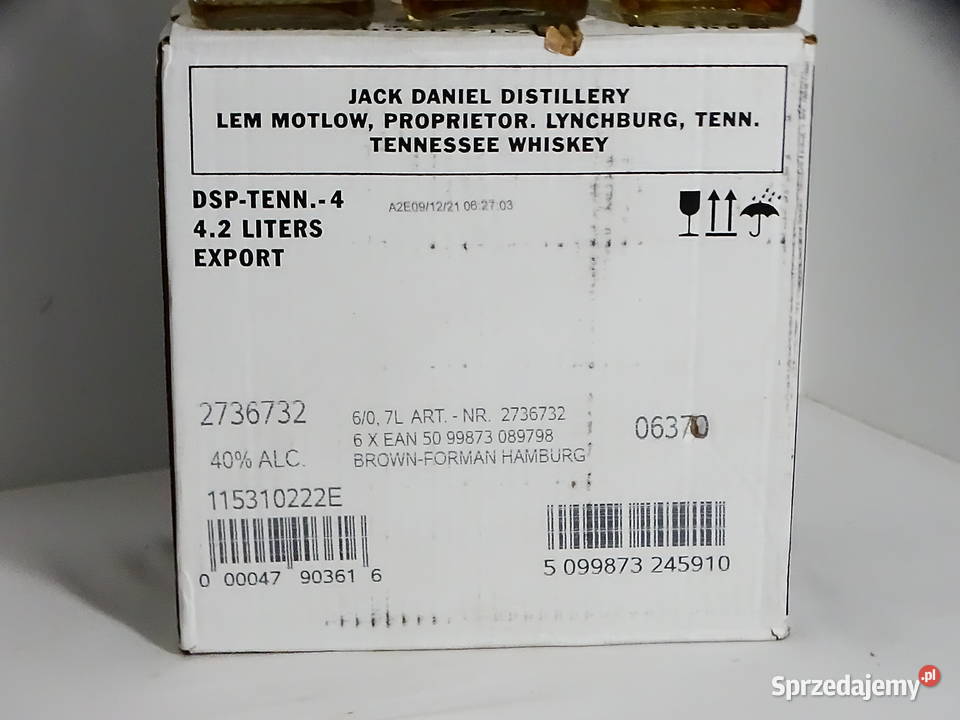 JACK DANIEL DISTILLERY
LEM MOTLOW, PROPRIETOR. LYNCHBURG, TENN.
TENNESSEE WHISKEY
DSP-TENN.-4
A2E09/12/21 06:27:03
4.2 LITERS
EXPORT
2736732
6/0, 7L ART. - NR. 2736732
06370
6 X EAN 50 99873 089798
40% ALC.
BROWN-FORMAN HAMBURG
115310222E
0 00047 90361 6
5 099873 245910
Sprzedajemy.pl